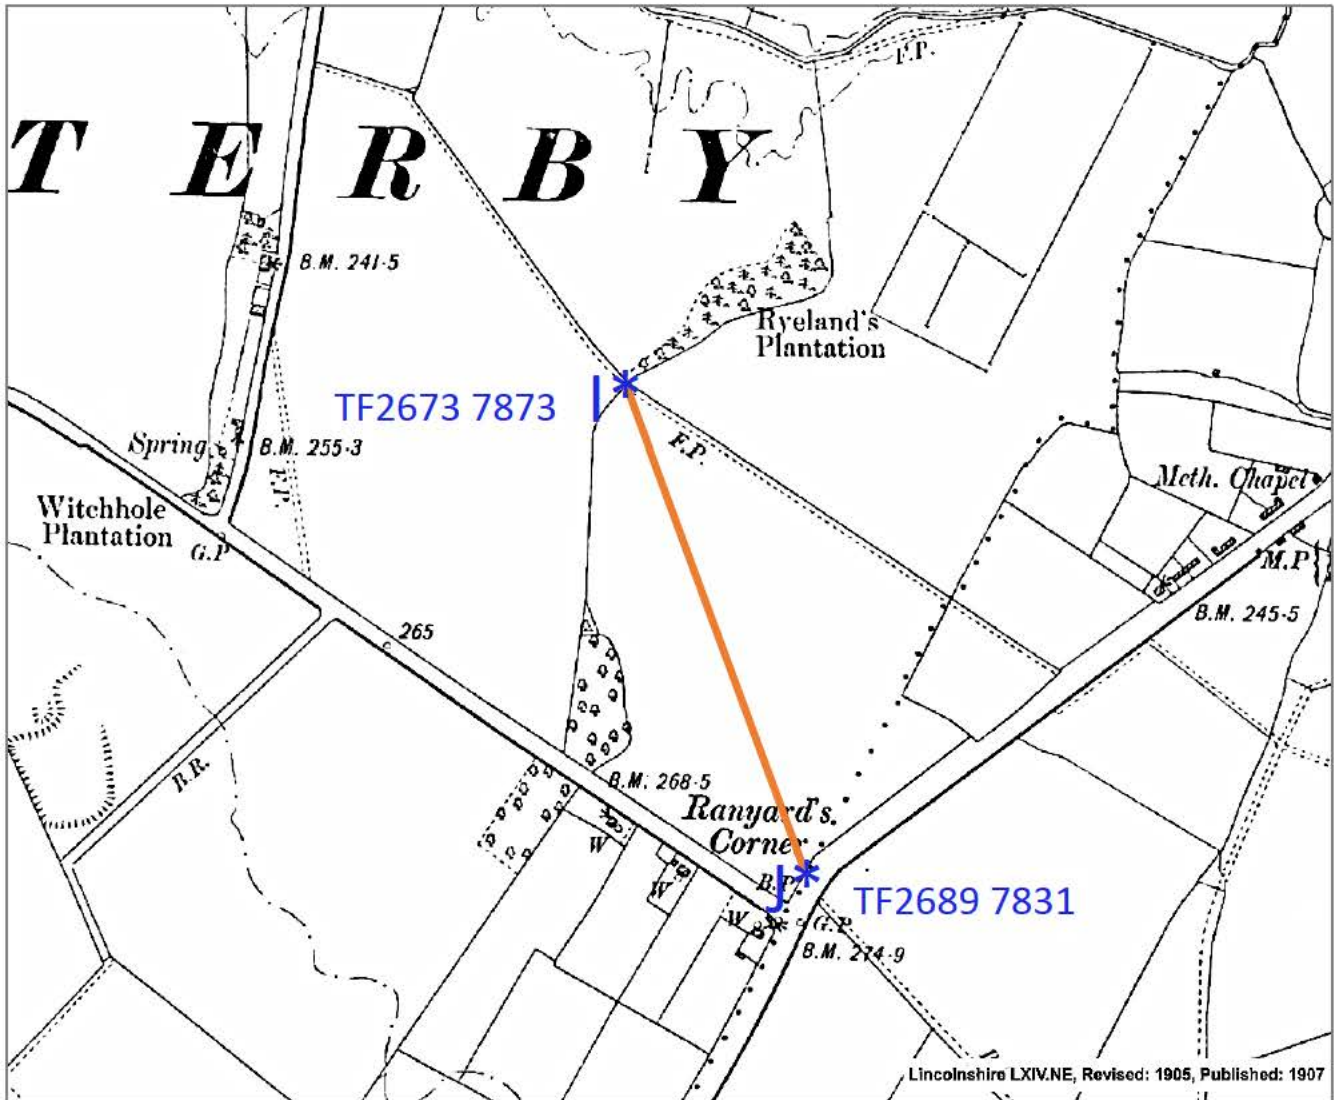 F.P.
T E R B Y
B.M. 241·5
Ryeland's
Plantation
TF2673 7873
I
F.P.
Spring
B.M. 255·3
F.P.
Meth. Chapel
Witchhole
Plantation
G.P
M.P
B.M. 245·5
265
B.R.
B.M. 268·5
Ranyard's
Corner
W
W
B.P
J
TF2689 7831
W
G.P
B.M. 274·9
Lincolnshire LXIV.NE, Revised: 1905, Published: 1907